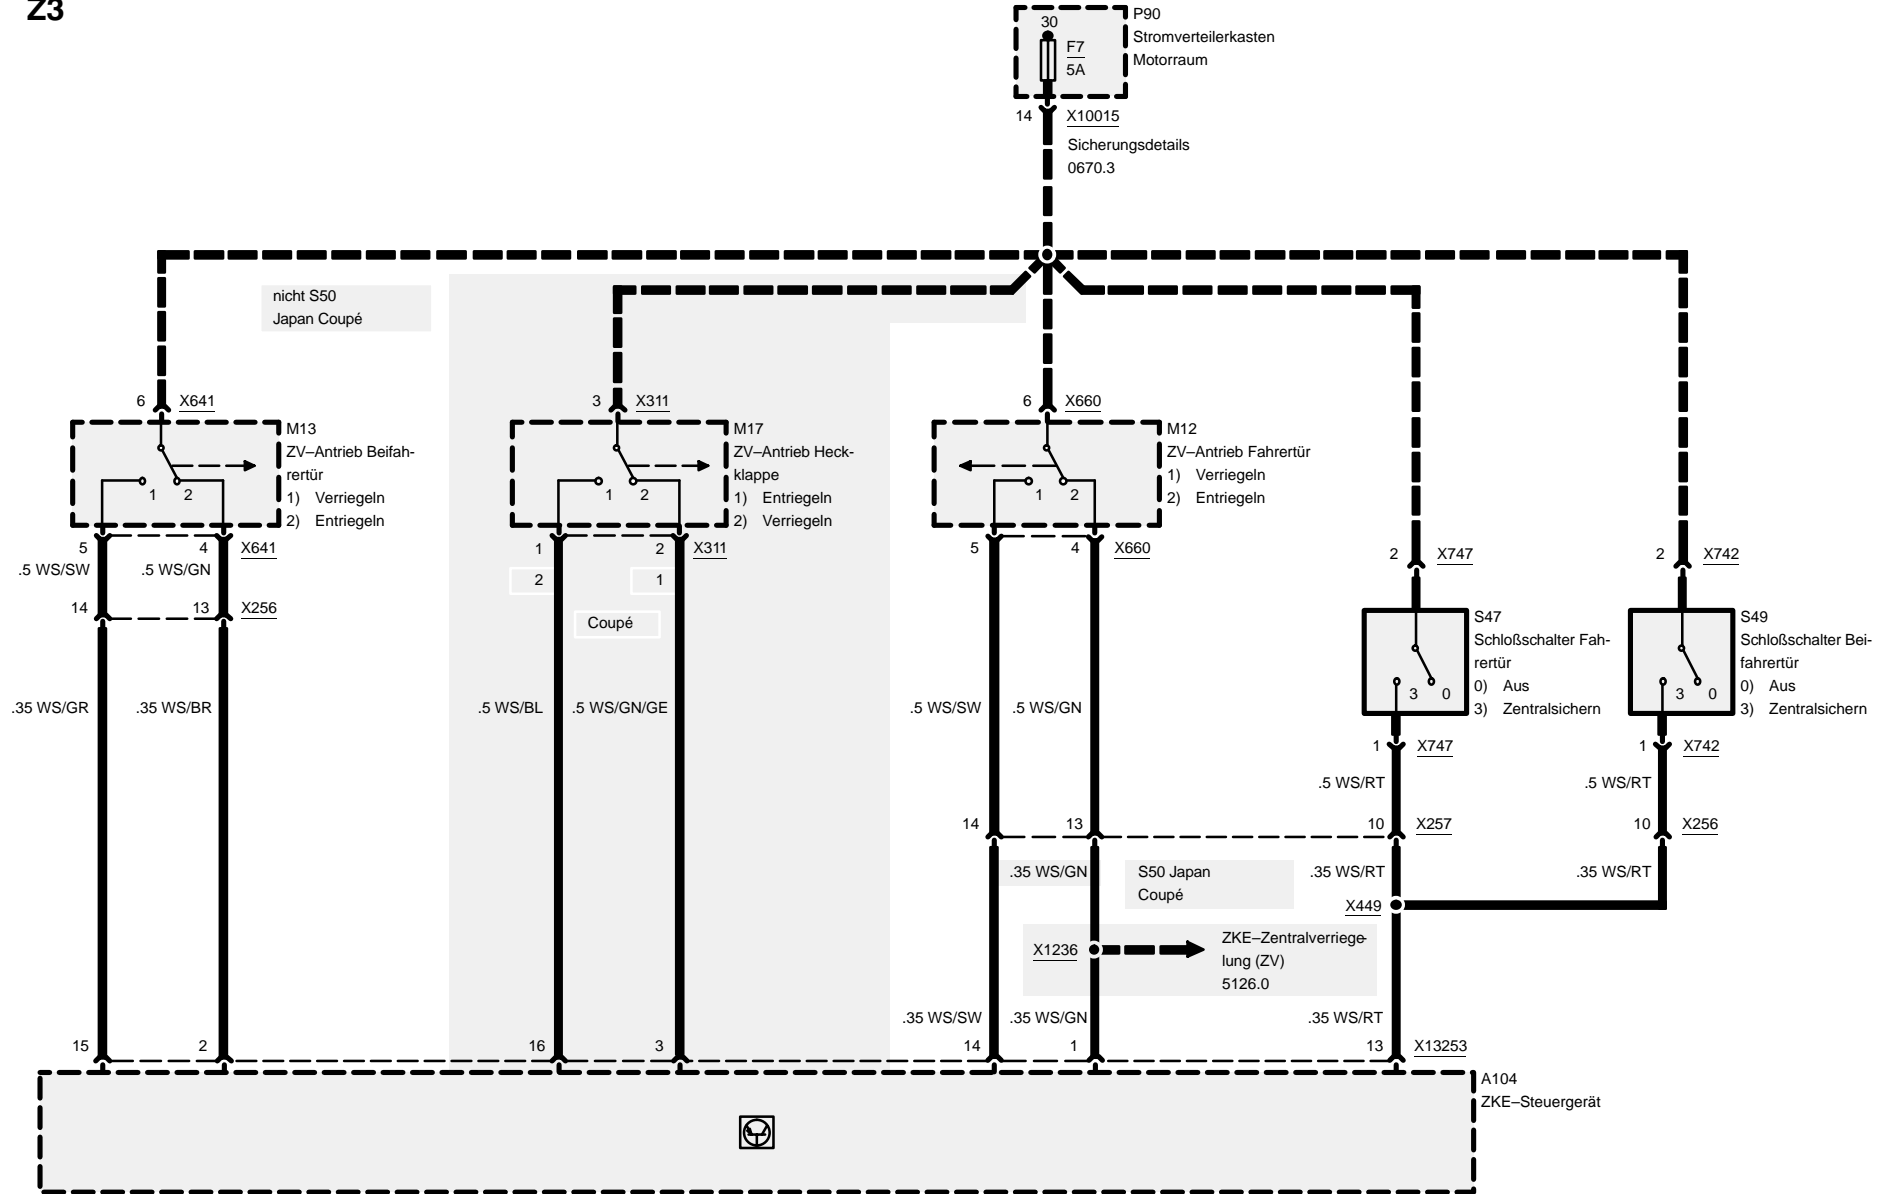 Z3
30
F7
5A
P90
Stromverteilerkasten
Motorraum
14
X10015
Sicherungsdetails
0670.3
nicht S50
Japan Coupé
6
X641
M13
ZV–Antrieb Beifah-
rertür
1) Verriegeln
2) Entriegeln
1
2
5
4
X641
.5 WS/SW
.5 WS/GN
14
13
X256
.35 WS/GR
.35 WS/BR
15
2
3
X311
M17
ZV–Antrieb Heck-
klappe
1) Entriegeln
2) Verriegeln
1
2
1
2
X311
2
1
Coupé
.5 WS/BL
.5 WS/GN/GE
16
3
6
X660
M12
ZV–Antrieb Fahrertür
1) Verriegeln
2) Entriegeln
1
2
5
4
X660
.5 WS/SW
.5 WS/GN
14
13
.35 WS/GN
S50 Japan
Coupé
X1236
ZKE–Zentralverriege-
lung (ZV)
5126.0
.35 WS/SW
.35 WS/GN
14
1
2
X747
S47
Schloßschalter Fah-
rertür
0) Aus
3) Zentralsichern
3
0
1
X747
.5 WS/RT
10
X257
.35 WS/RT
X449
.35 WS/RT
13
X13253
2
X742
S49
Schloßschalter Bei-
fahrertür
0) Aus
3) Zentralsichern
3
0
1
X742
.5 WS/RT
10
X256
.35 WS/RT
A104
ZKE–Steuergerät